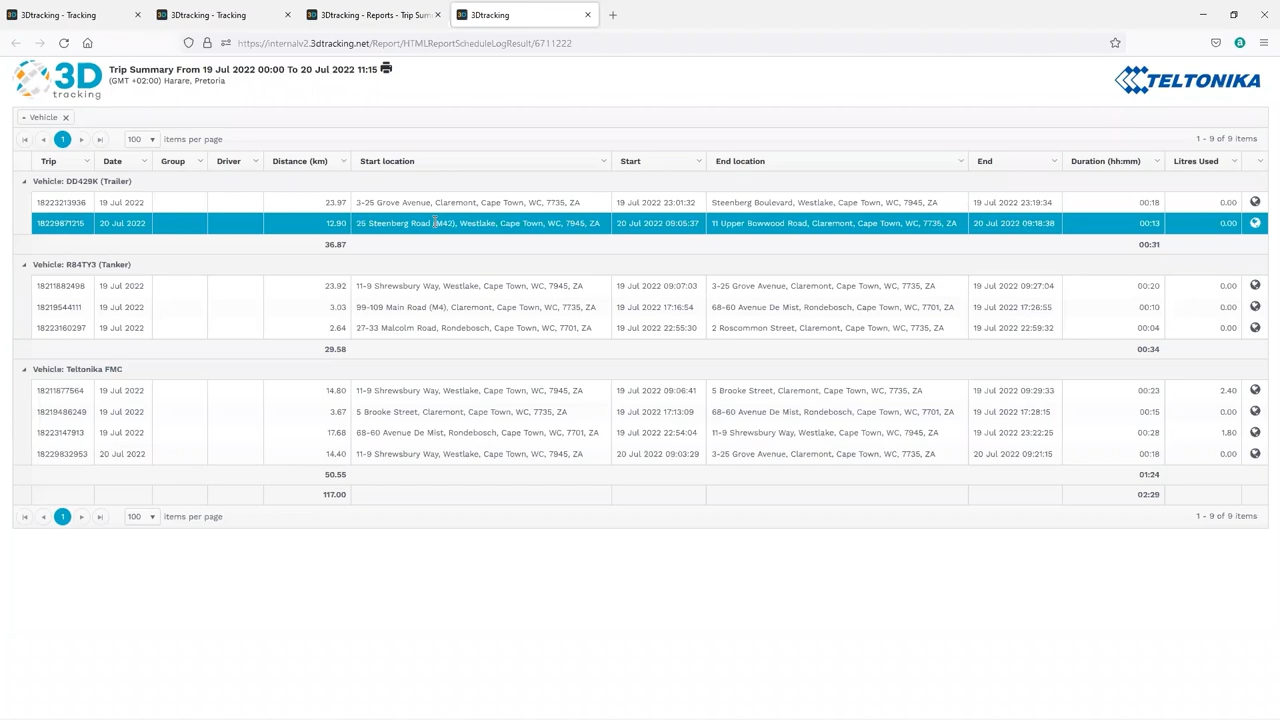 3Dtracking - Tracking
3Dtracking - Tracking
3Dtracking - Reports - Trip Sum
3Dtracking
https://internalv2.3dtracking.net/Report/HTMLReportScheduleLogResult/6711222
3D tracking
Trip Summary From 19 Jul 2022 00:00 To 20 Jul 2022 11:15
(GMT +02:00) Harare, Pretoria
TELTONIKA
Vehicle
1 100 items per page 1 - 9 of 9 items
Trip Date Group Driver Distance (km) Start location Start End location End Duration (hh:mm) Litres Used
Vehicle: DD429K (Trailer)
18223213936 19 Jul 2022 23.97 3-25 Grove Avenue, Claremont, Cape Town, WC, 7735, ZA 19 Jul 2022 23:01:32 Steenberg Boulevard, Westlake, Cape Town, WC, 7945, ZA 19 Jul 2022 23:19:34 00:18 0.00
18229871215 20 Jul 2022 12.90 25 Steenberg Road (M42), Westlake, Cape Town, WC, 7945, ZA 20 Jul 2022 09:05:37 11 Upper Bowwood Road, Claremont, Cape Town, WC, 7735, ZA 20 Jul 2022 09:18:38 00:13 0.00
36.87 00:31
Vehicle: R84TY3 (Tanker)
18211882498 19 Jul 2022 23.92 11-9 Shrewsbury Way, Westlake, Cape Town, WC, 7945, ZA 19 Jul 2022 09:07:03 3-25 Grove Avenue, Claremont, Cape Town, WC, 7735, ZA 19 Jul 2022 09:27:04 00:20 0.00
18219544111 19 Jul 2022 3.03 99-109 Main Road (M4), Claremont, Cape Town, WC, 7735, ZA 19 Jul 2022 17:16:54 68-60 Avenue De Mist, Rondebosch, Cape Town, WC, 7701, ZA 19 Jul 2022 17:26:55 00:10 0.00
18223160297 19 Jul 2022 2.64 27-33 Malcolm Road, Rondebosch, Cape Town, WC, 7701, ZA 19 Jul 2022 22:55:30 2 Roscommon Street, Claremont, Cape Town, WC, 7735, ZA 19 Jul 2022 22:59:32 00:04 0.00
29.58 00:34
Vehicle: Teltonika FMC
18211877564 19 Jul 2022 14.80 11-9 Shrewsbury Way, Westlake, Cape Town, WC, 7945, ZA 19 Jul 2022 09:06:41 5 Brooke Street, Claremont, Cape Town, WC, 7735, ZA 19 Jul 2022 09:29:33 00:23 2.40
18219486249 19 Jul 2022 3.67 5 Brooke Street, Claremont, Cape Town, WC, 7735, ZA 19 Jul 2022 17:13:09 68-60 Avenue De Mist, Rondebosch, Cape Town, WC, 7701, ZA 19 Jul 2022 17:28:15 00:15 0.00
18223147913 19 Jul 2022 17.68 68-60 Avenue De Mist, Rondebosch, Cape Town, WC, 7701, ZA 19 Jul 2022 22:54:04 11-9 Shrewsbury Way, Westlake, Cape Town, WC, 7945, ZA 19 Jul 2022 23:22:25 00:28 1.80
18229832953 20 Jul 2022 14.40 11-9 Shrewsbury Way, Westlake, Cape Town, WC, 7945, ZA 20 Jul 2022 09:03:29 3-25 Grove Avenue, Claremont, Cape Town, WC, 7735, ZA 20 Jul 2022 09:21:15 00:18 0.00
50.55 01:24
117.00 02:29
1 100 items per page 1 - 9 of 9 items